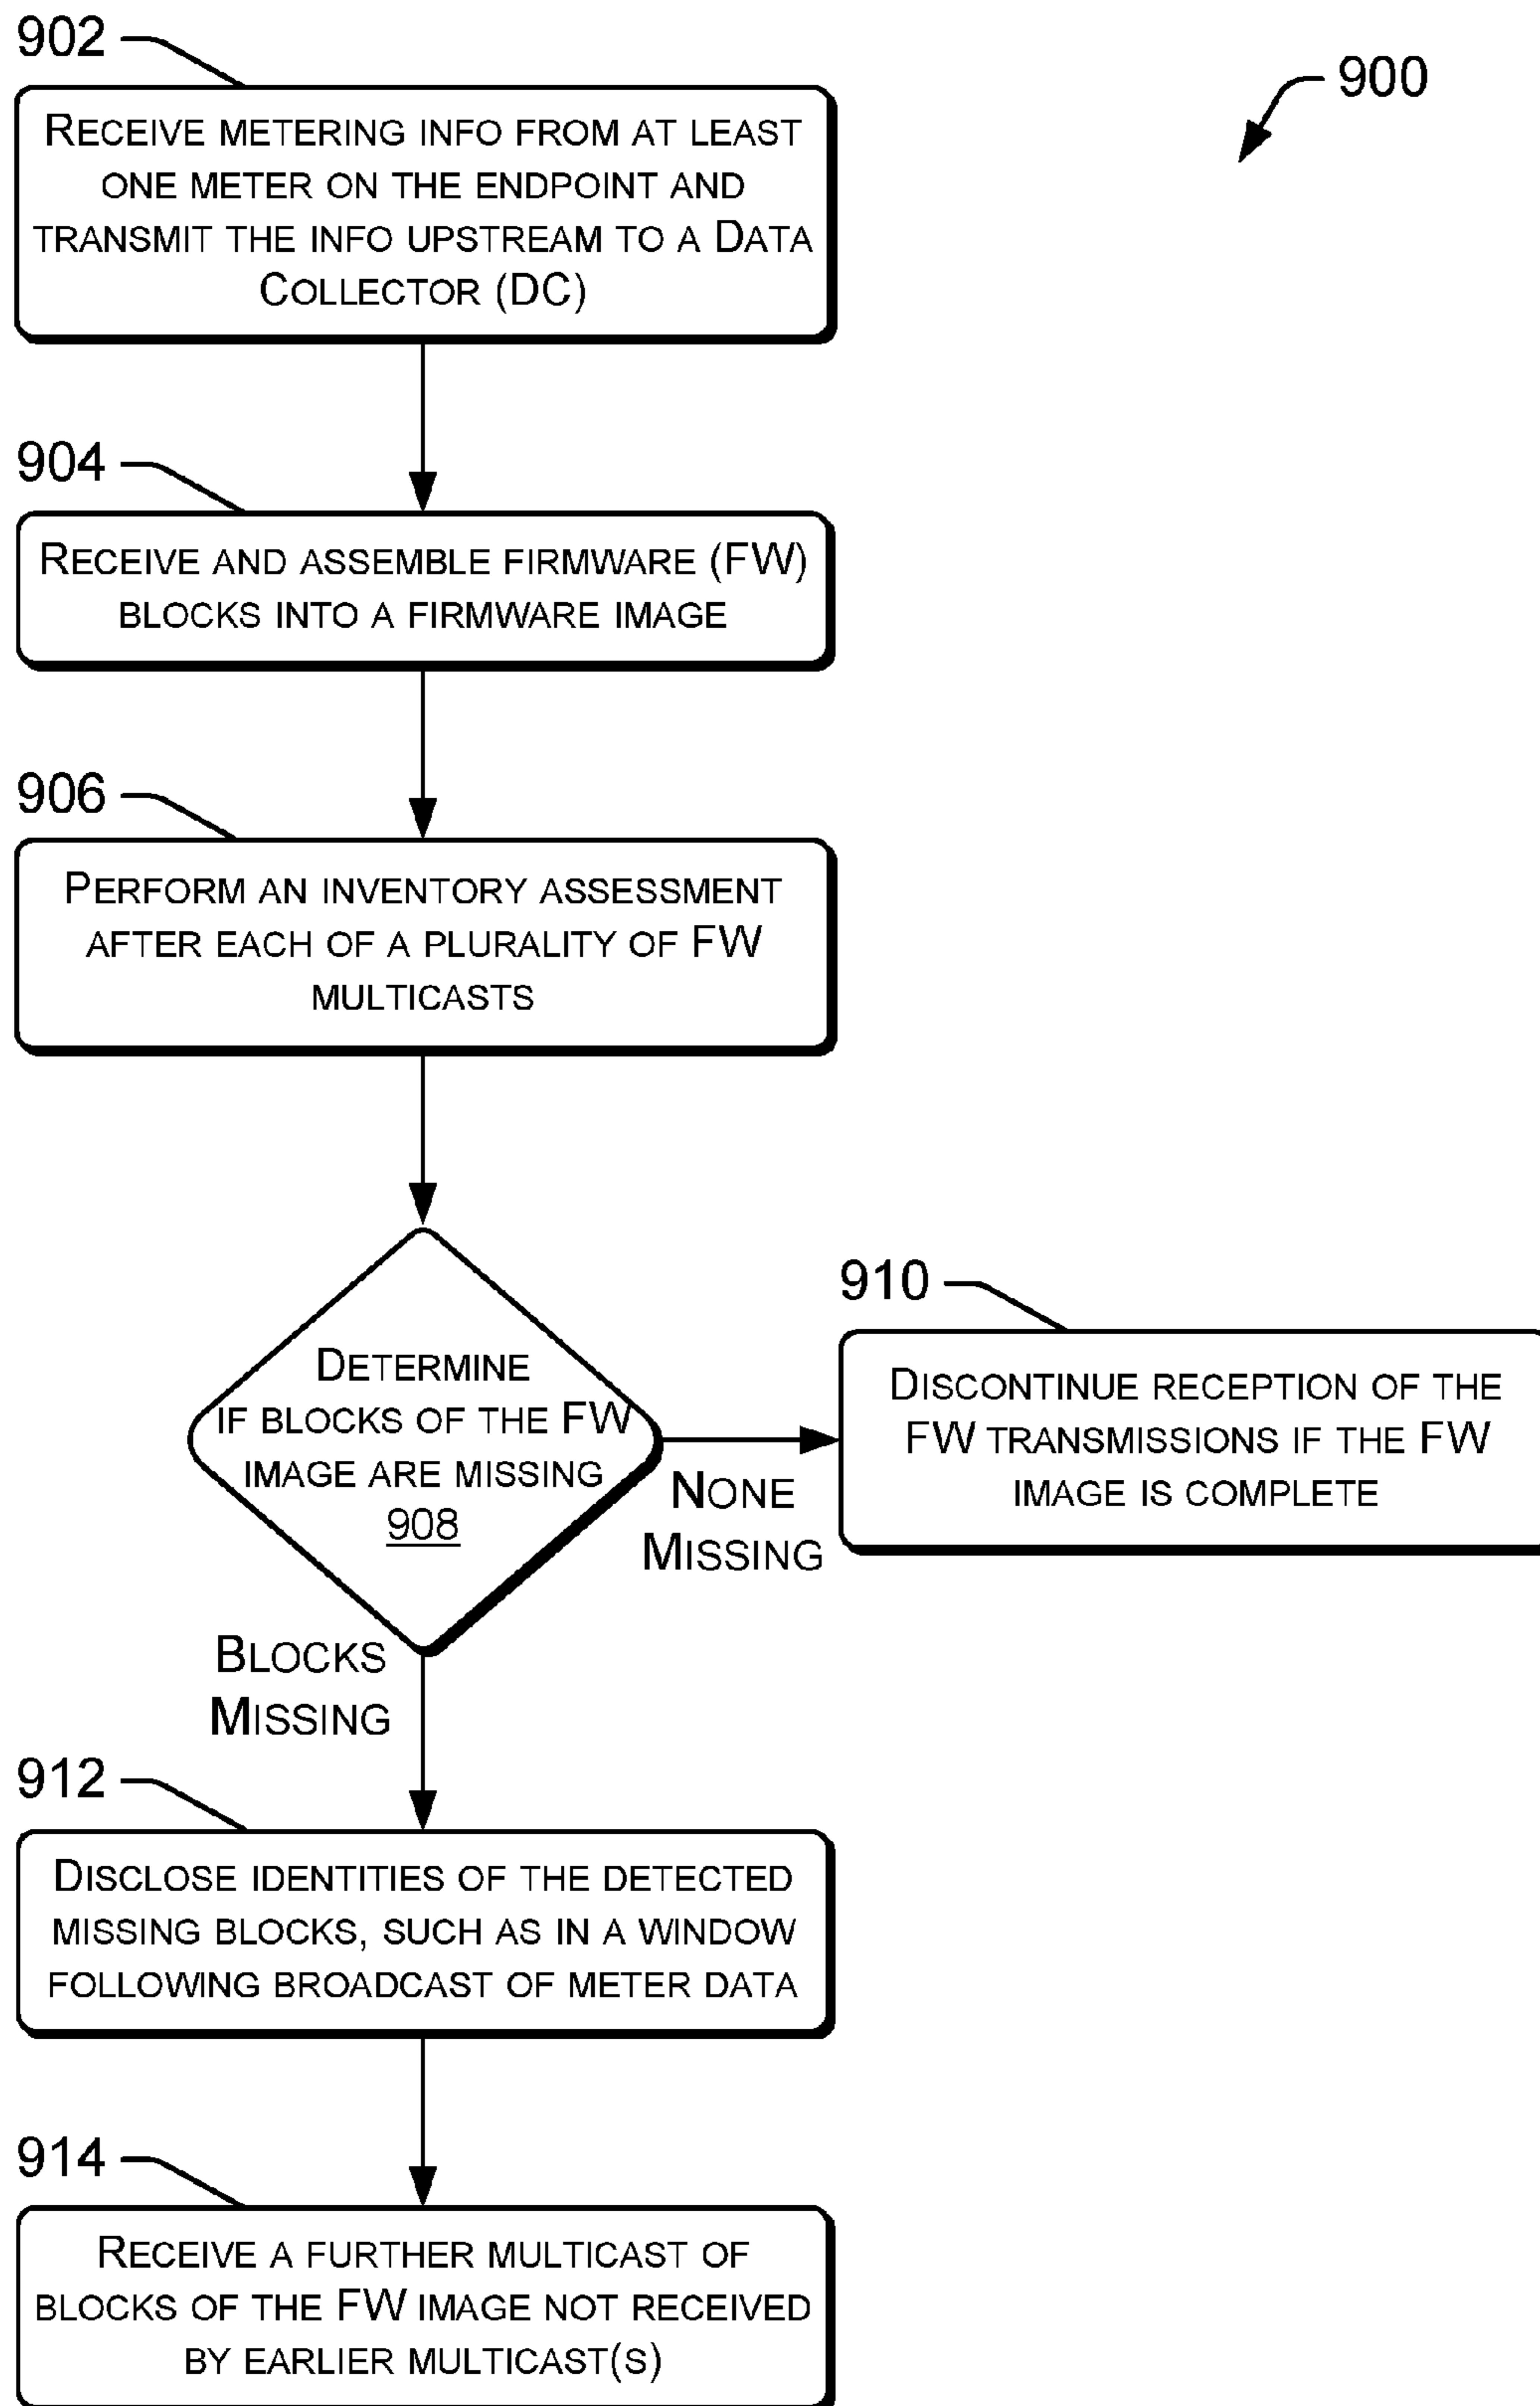 902
900
RECEIVE METERING INFO FROM AT LEAST
ONE METER ON THE ENDPOINT AND
TRANSMIT THE INFO UPSTREAM TO A DATA
COLLECTOR (DC)
904
RECEIVE AND ASSEMBLE FIRMWARE (FW)
BLOCKS INTO A FIRMWARE IMAGE
906
PERFORM AN INVENTORY ASSESSMENT
AFTER EACH OF A PLURALITY OF FW
MULTICASTS
DETERMINE
IF BLOCKS OF THE FW
IMAGE ARE MISSING
908
NONE
MISSING
910
DISCONTINUE RECEPTION OF THE
FW TRANSMISSIONS IF THE FW
IMAGE IS COMPLETE
BLOCKS
MISSING
912
DISCLOSE IDENTITIES OF THE DETECTED
MISSING BLOCKS, SUCH AS IN A WINDOW
FOLLOWING BROADCAST OF METER DATA
914
RECEIVE A FURTHER MULTICAST OF
BLOCKS OF THE FW IMAGE NOT RECEIVED
BY EARLIER MULTICAST(S)